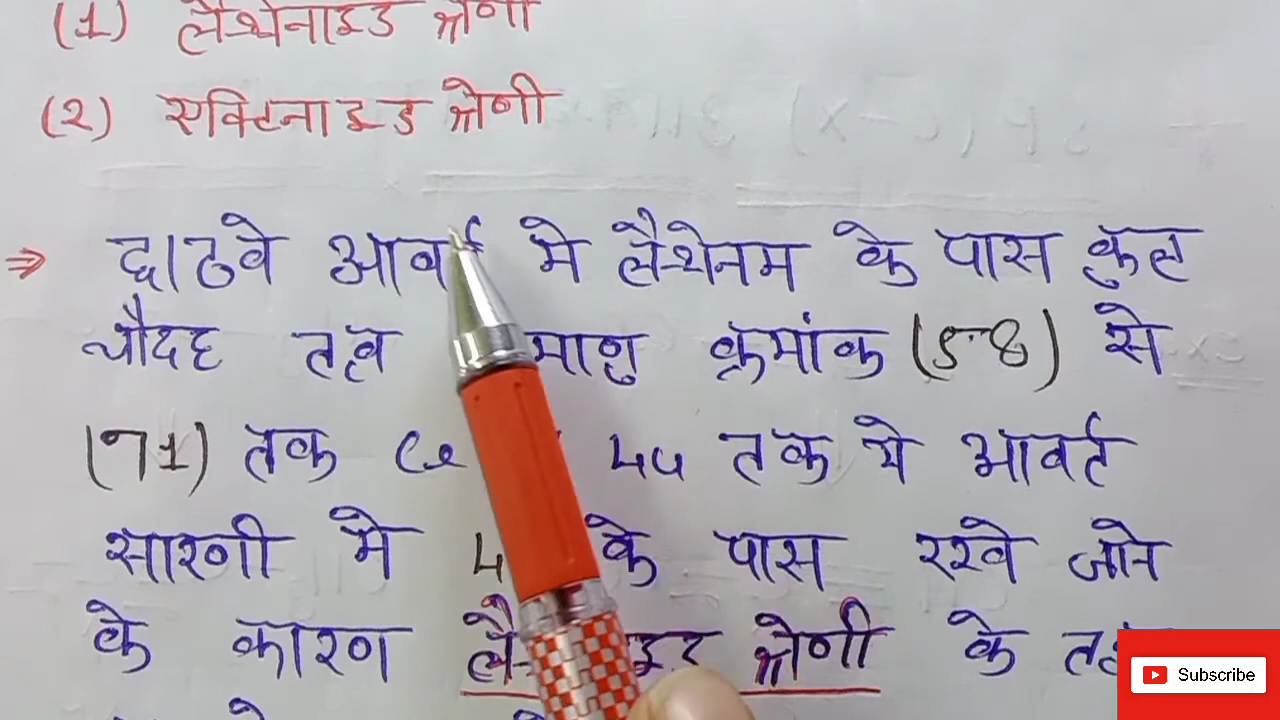 (1) लैन्थेनाइड श्रेणी
(2) एक्टिनाइड श्रेणी
⇒ छाठवे आवर्त मे लैन्थेनम के पास कुल
चौदह तत्व माणु क्रमांक (58) से
(71) तक Ce Lu तक ये आवर्त
सारणी मे के पास रखे जाने
के कारण श्रेणी के
Subscribe